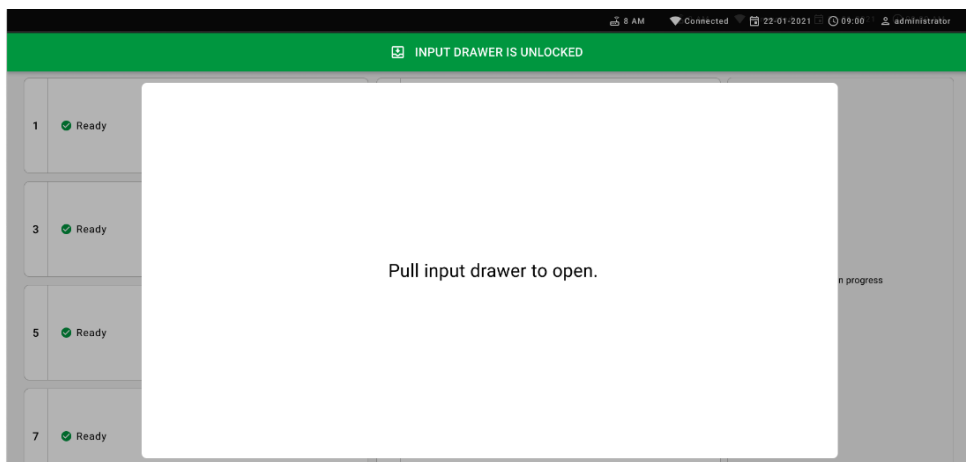 8 AM Connected 22-01-2021 09:00 administrator
INPUT DRAWER IS UNLOCKED
1 Ready
3 Ready
Pull input drawer to open.
n progress
5 Ready
7 Ready